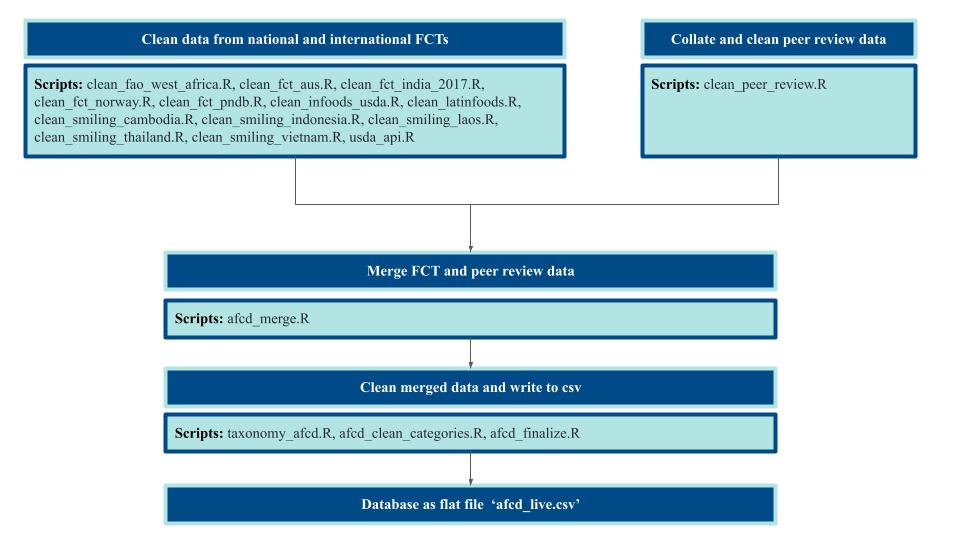 Clean data from national and international FCTs
Scripts: clean_fao_west_africa.R, clean_fct_aus.R, clean_fct_india_2017.R,
clean_fct_norway.R, clean_fct_pndb.R, clean_infoods_usda.R, clean_latinfoods.R,
clean_smiling_cambodia.R, clean_smiling_indonesia.R, clean_smiling_laos.R,
clean_smiling_thailand.R, clean_smiling_vietnam.R, usda_api.R
Collate and clean peer review data
Scripts: clean_peer_review.R
Merge FCT and peer review data
Scripts: afcd_merge.R
Clean merged data and write to csv
Scripts: taxonomy_afcd.R, afcd_clean_categories.R, afcd_finalize.R
Database as flat file ‘afcd_live.csv’